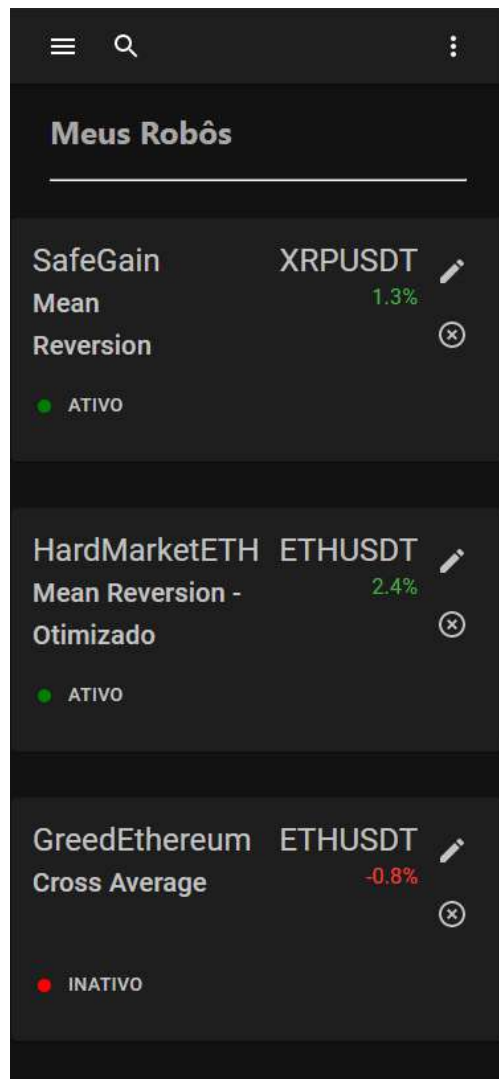 Meus Robôs
SafeGain XRPUSDT
Mean 1.3%
Reversion
ATIVO
HardMarketETH ETHUSDT
Mean Reversion - 2.4%
Otimizado
ATIVO
GreedEthereum ETHUSDT
Cross Average -0.8%
INATIVO